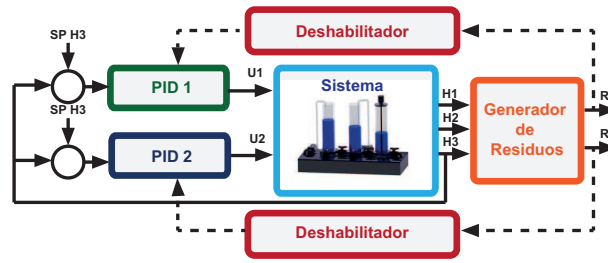 Deshabilitador
SP H3
PID 1
U1
Sistema
H1
H2
H3
Generador
de
Residuos
R
R
SP H3
PID 2
U2
Deshabilitador